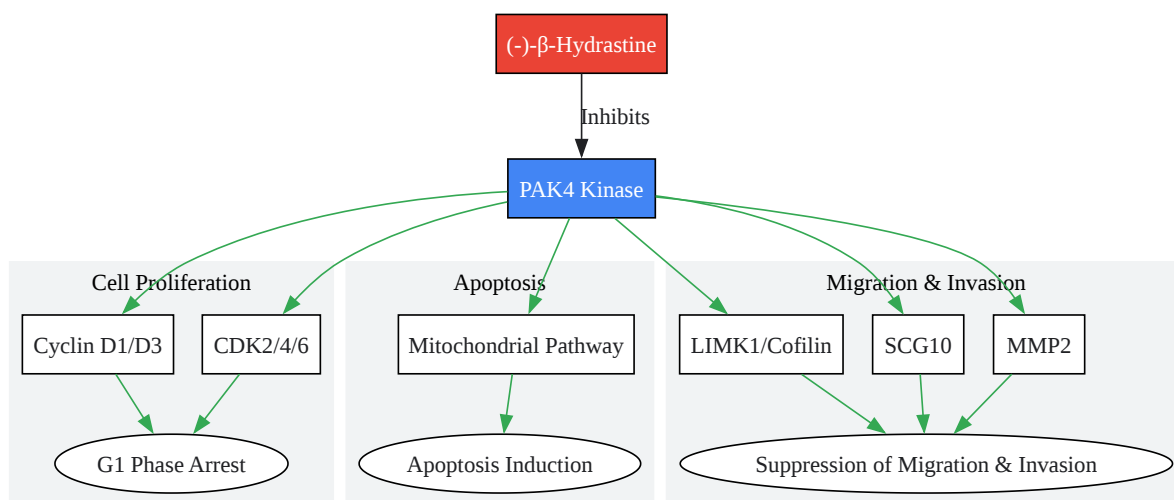 (-)-β-Hydrastine
Inhibits
PAK4 Kinase
Cell Proliferation
Apoptosis
Migration & Invasion
Cyclin D1/D3
CDK2/4/6
Mitochondrial Pathway
LIMK1/Cofilin
SCG10
MMP2
G1 Phase Arrest
Apoptosis Induction
Suppression of Migration & Invasion